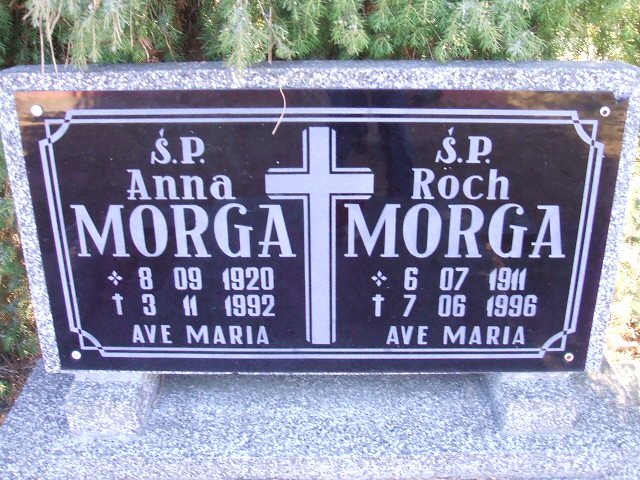 Ś.P.
Anna
MORGA
8 09 1920
† 3 11 1992
AVE MARIA
Ś.P.
Roch
MORGA
6 07 1911
† 7 06 1996
AVE MARIA